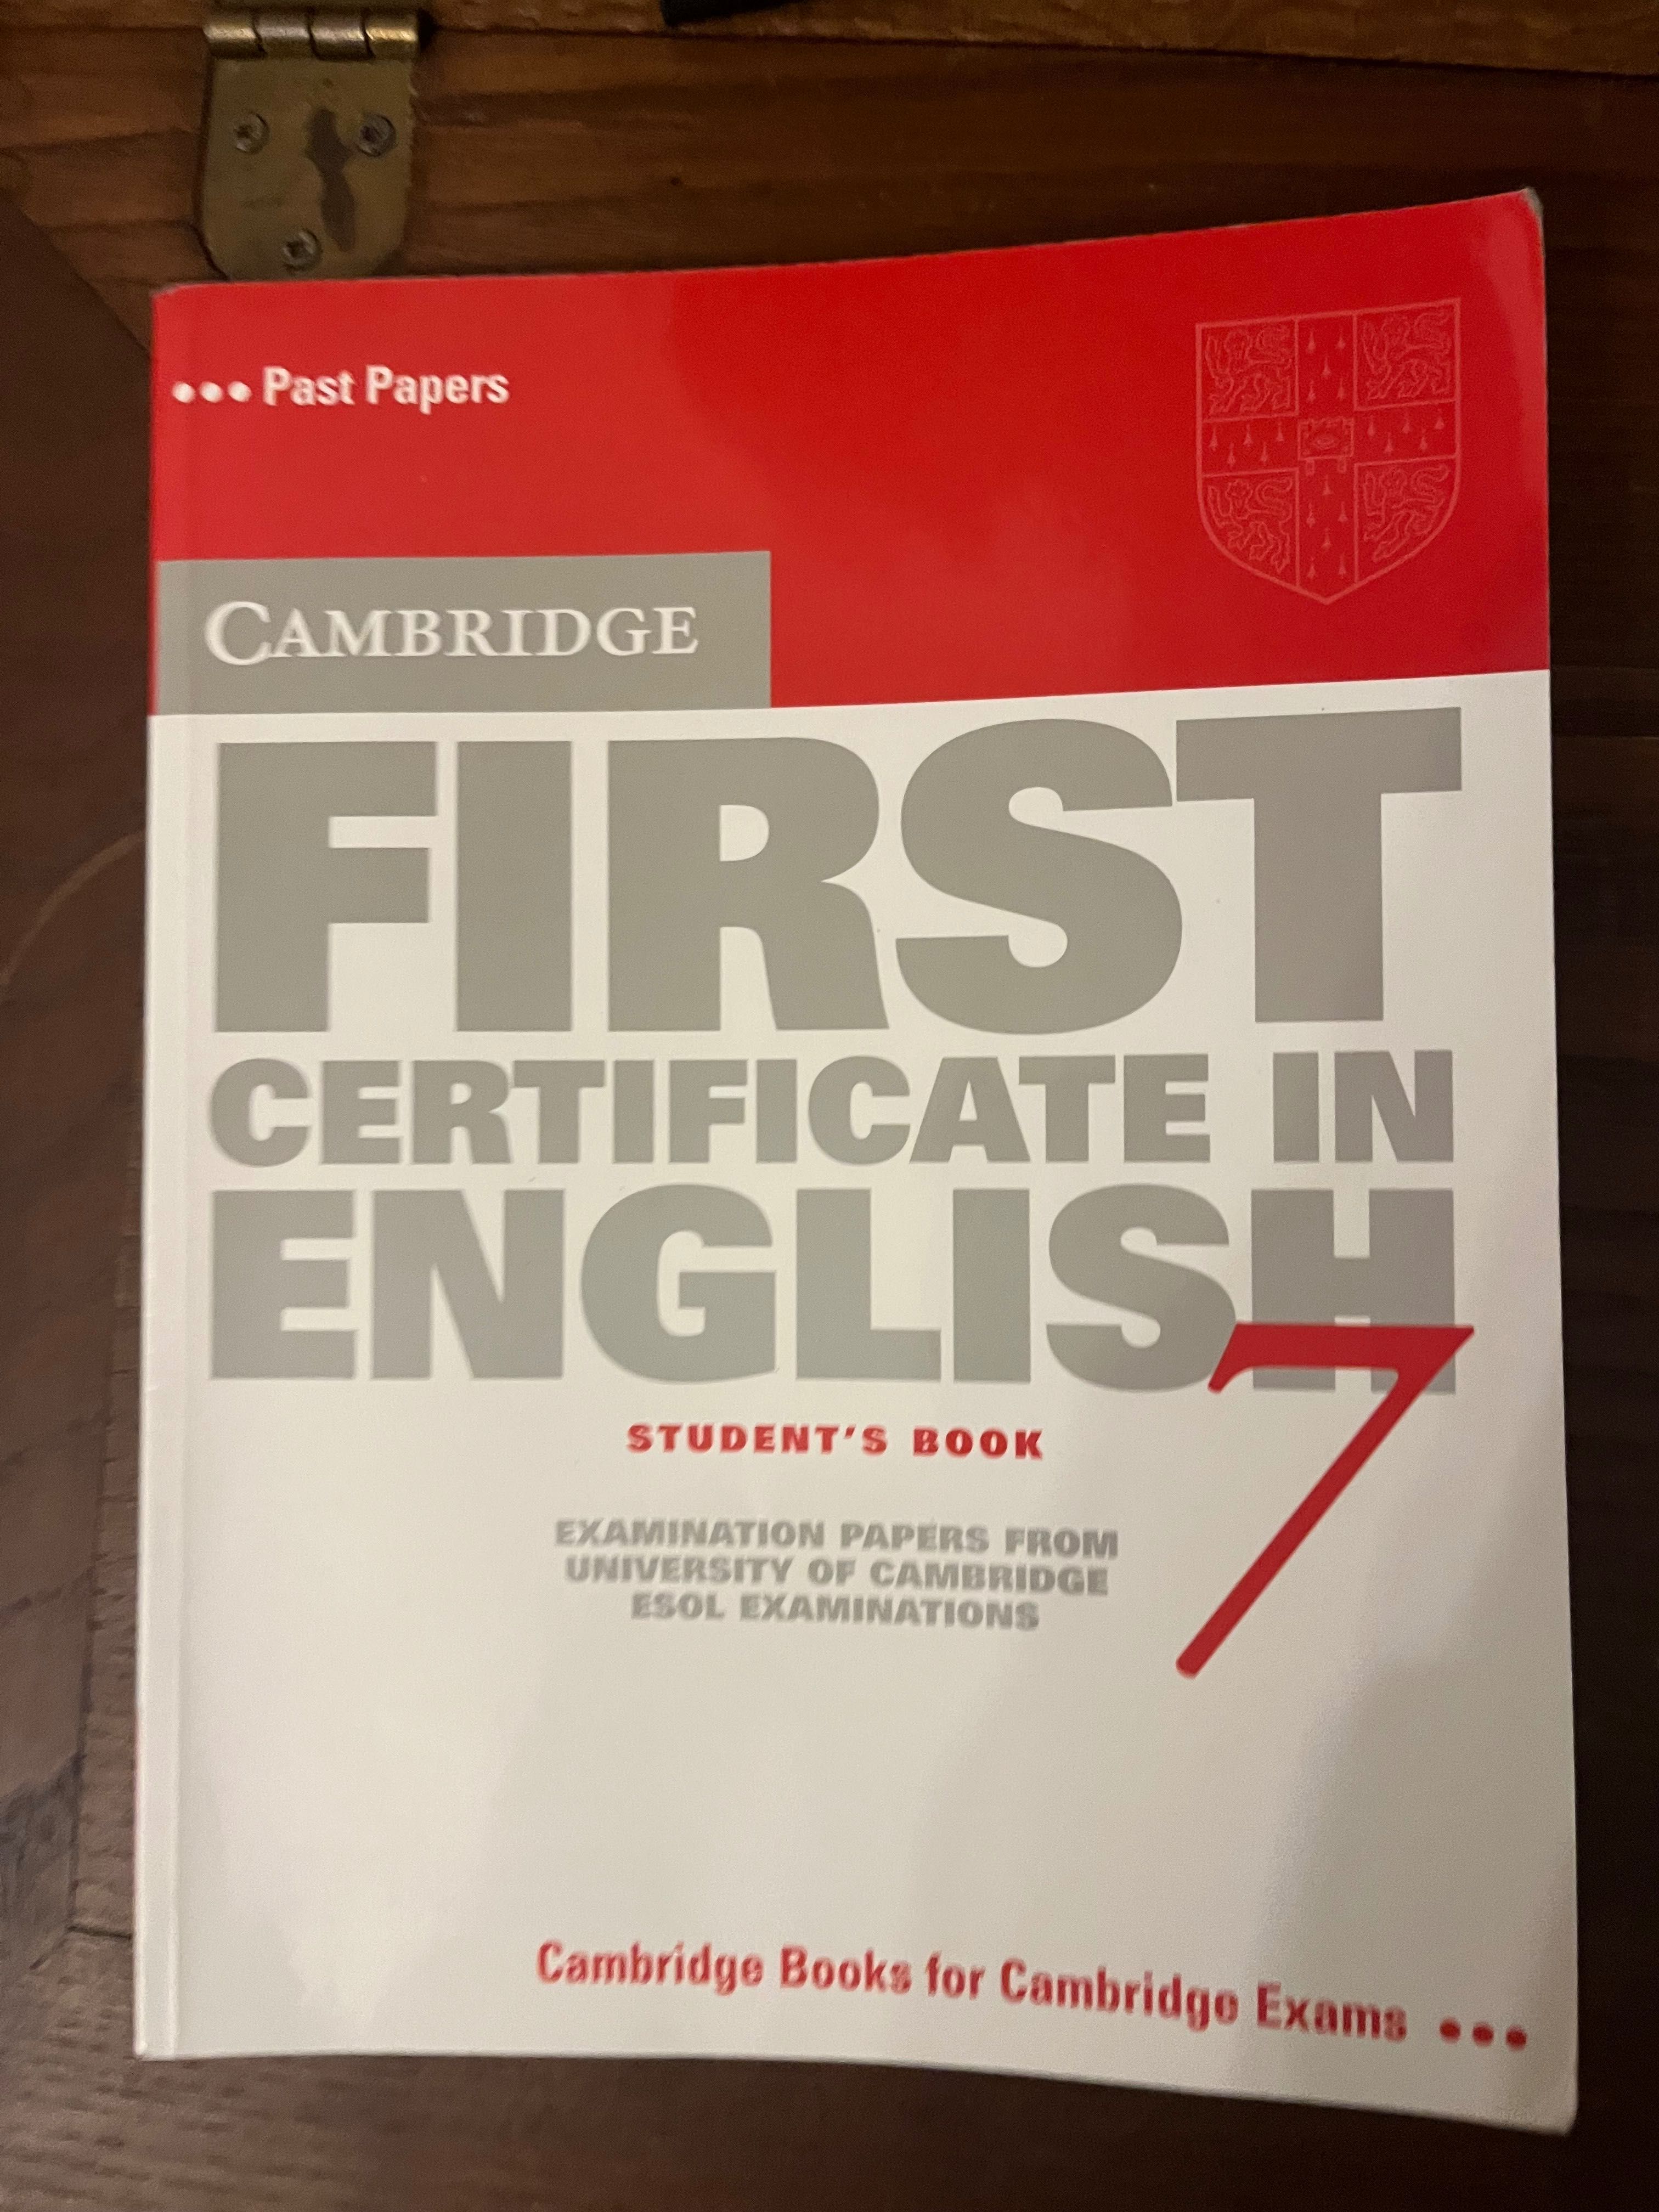 ••• Past Papers
CAMBRIDGE
FIRST
CERTIFICATE IN
ENGLISH
7
STUDENT'S BOOK
EXAMINATION PAPERS FROM
UNIVERSITY OF CAMBRIDGE
ESOL EXAMINATIONS
Cambridge Books for Cambridge Exams •••